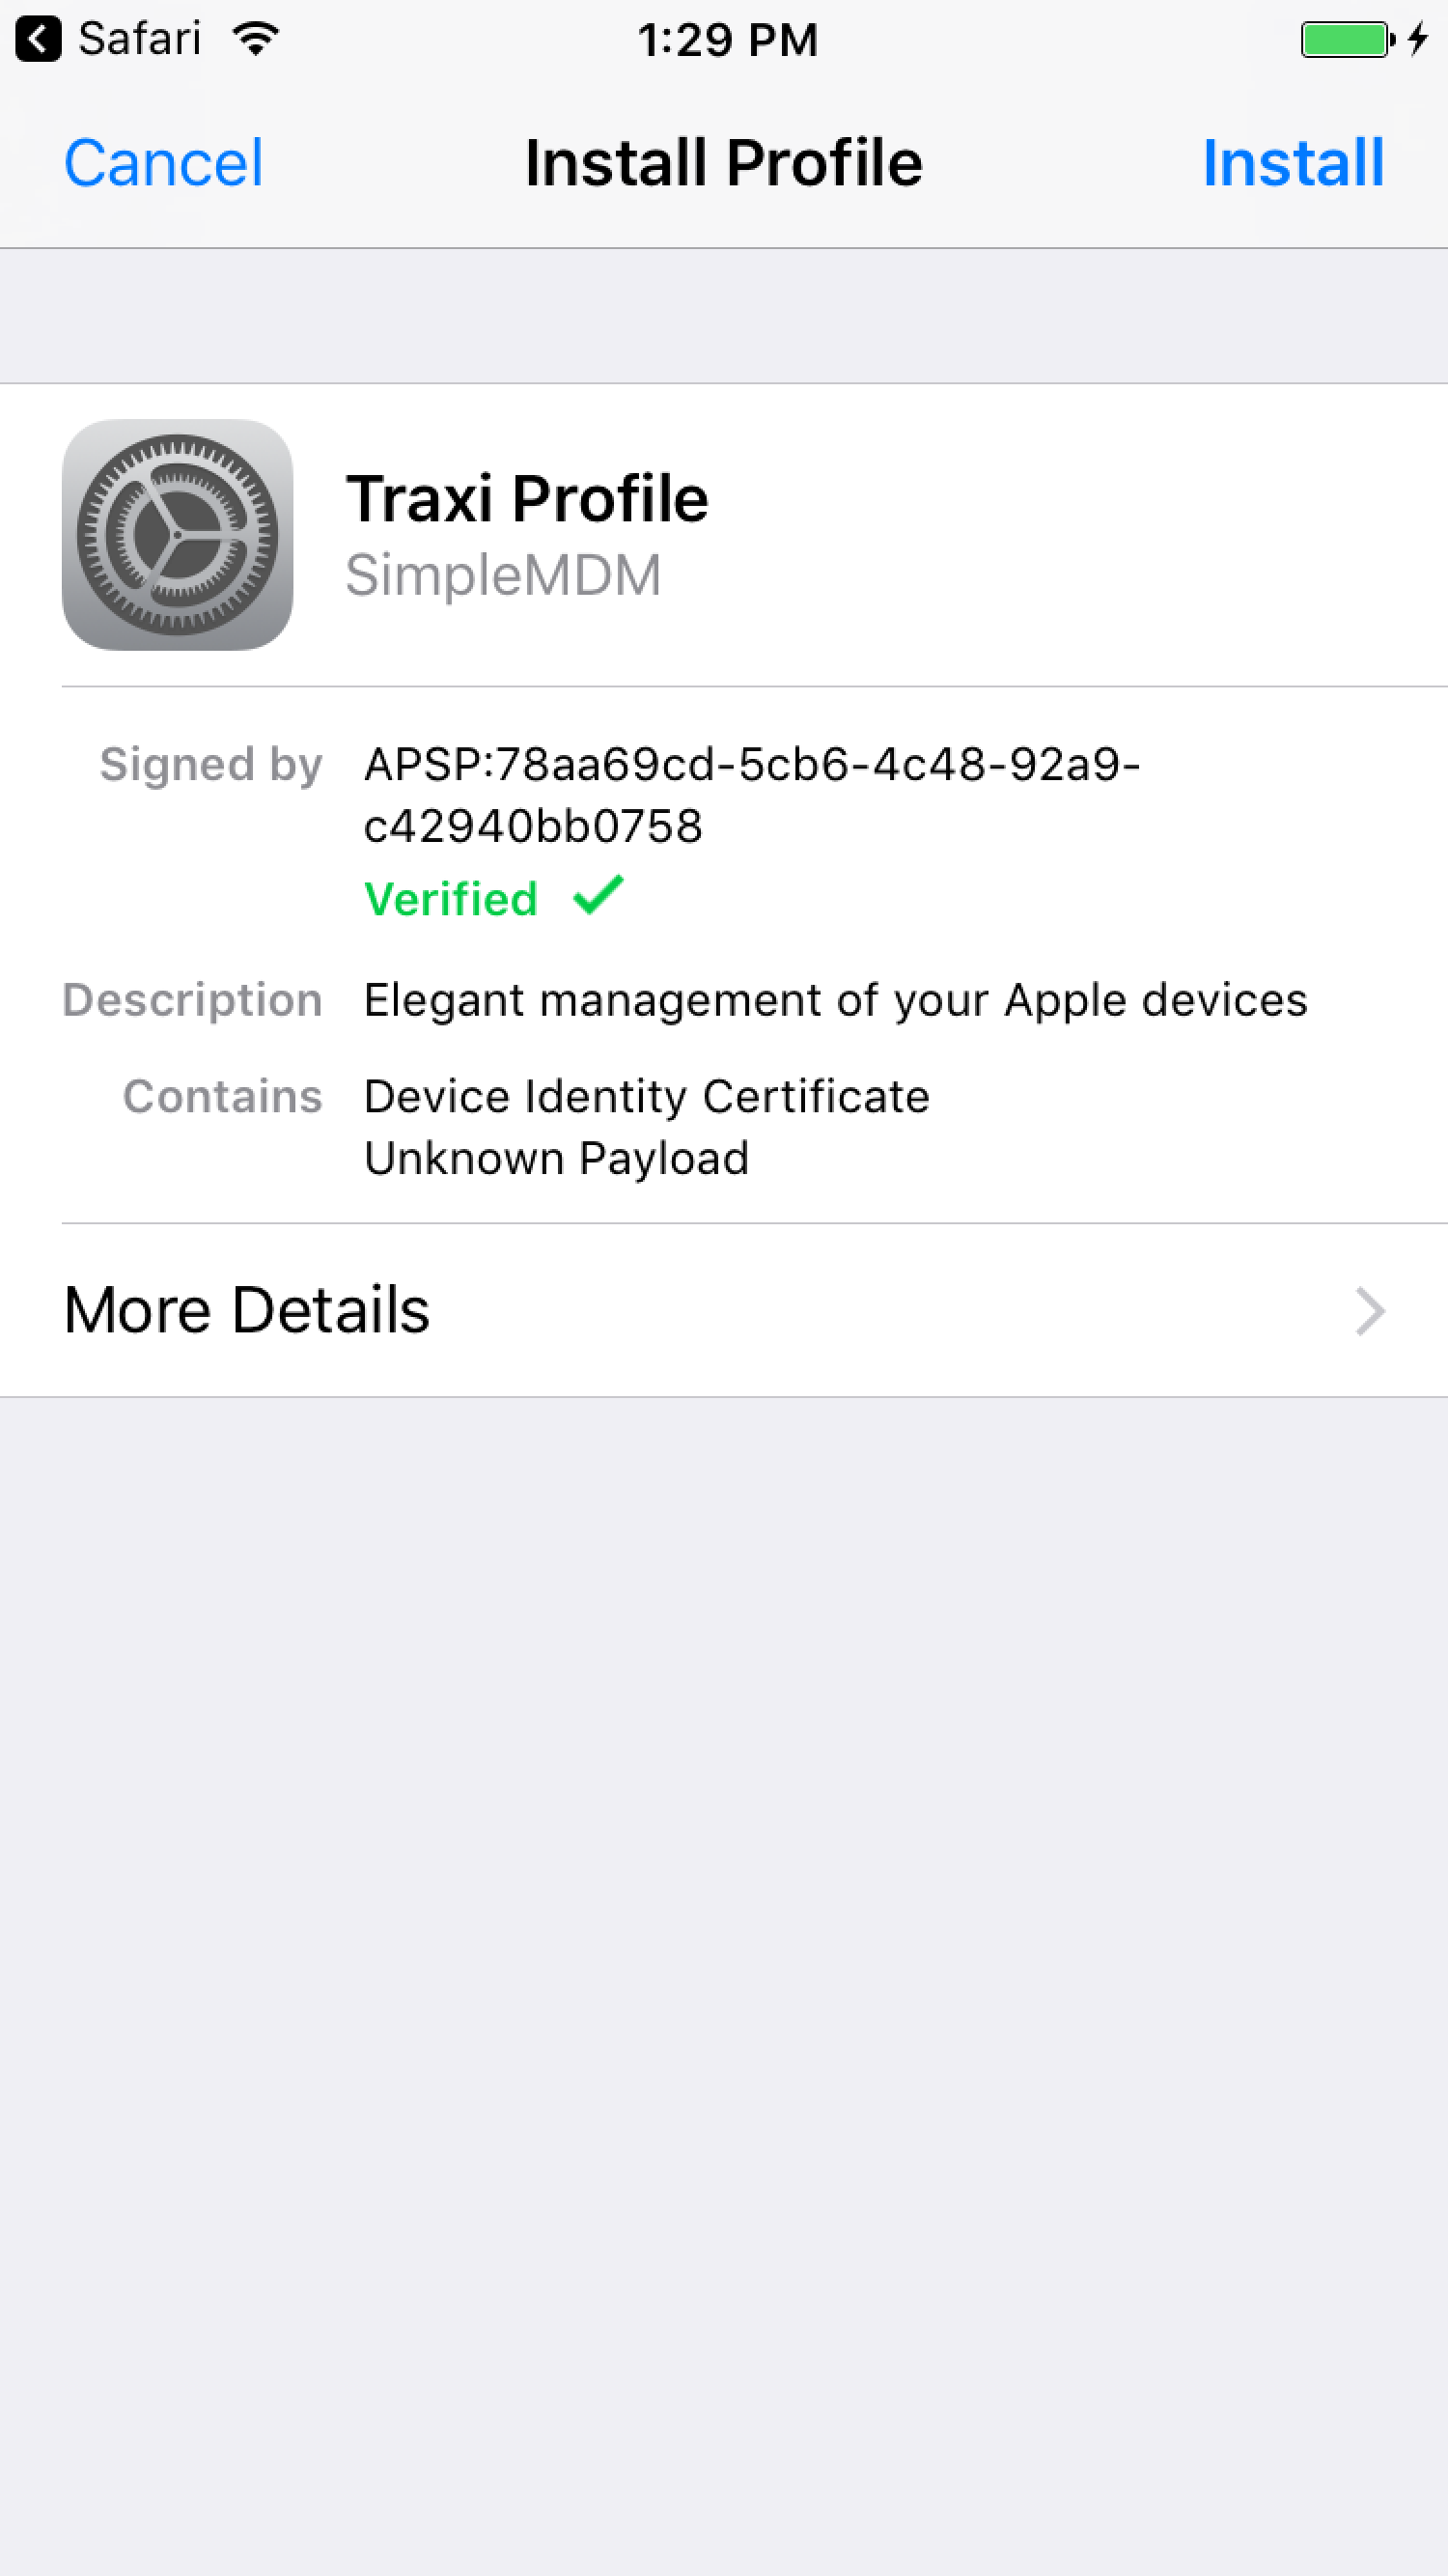 Safari 1:29 PM
Cancel Install Profile Install
Traxi Profile
SimpleMDM
Signed by APSP:78aa69cd-5cb6-4c48-92a9-
c42940bb0758
Verified
Description Elegant management of your Apple devices
Contains Device Identity Certificate
Unknown Payload
More Details